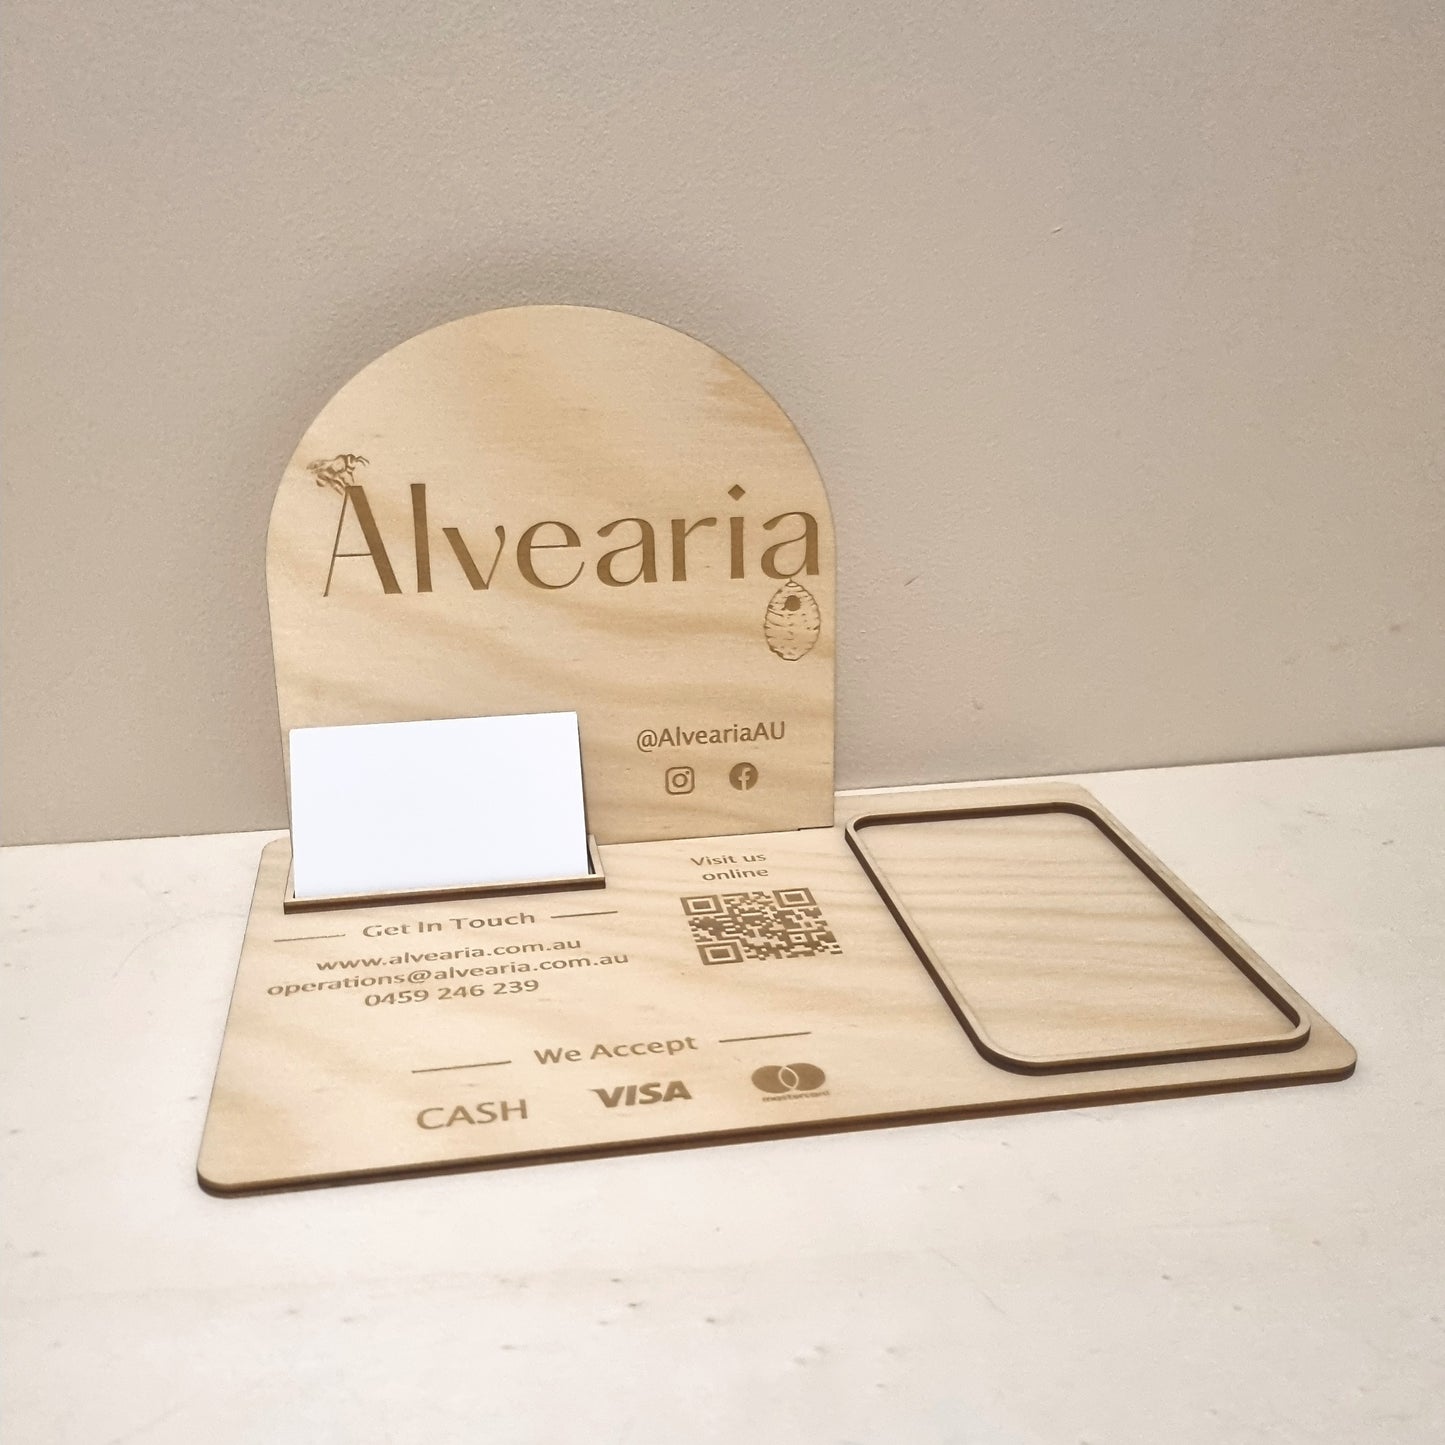 Alvearia
@AlveariaAU
Visit us
online
Get In Touch
www.alvearia.com.au
operations@alvearia.com.au
0459 246 239
We Accept
CASH
VISA
mastercard